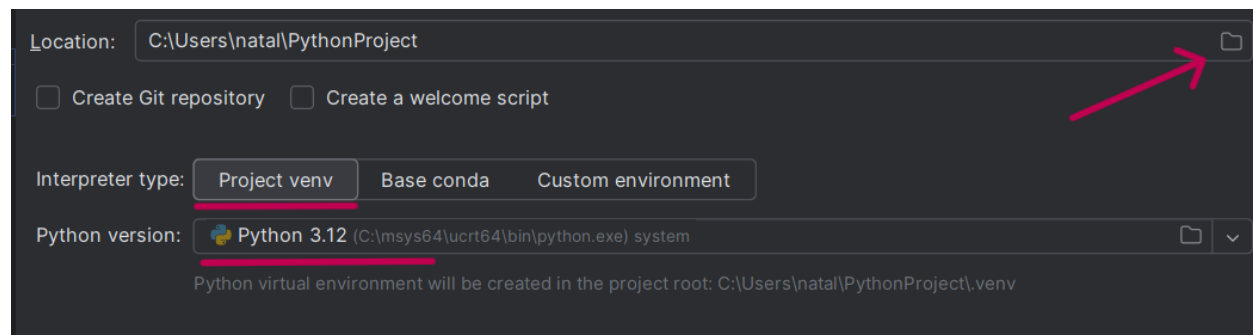 Location: C:\Users\natal\PythonProject
Create Git repository Create a welcome script
Interpreter type: Project venv Base conda Custom environment
Python version: Python 3.12 (C:\msys64\ucrt64\bin\python.exe) system
Python virtual environment will be created in the project root: C:\Users\natal\PythonProject\.venv